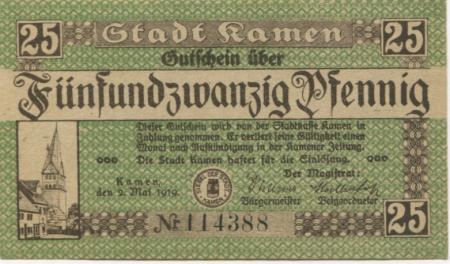 25 Stadt Kamen 25
Gutschein über
Fünfundzwanzig Pfennig
Dieser Gutschein wird von der Stadtkasse Kamen in
Zahlung genommen. Er verliert seine Gültigkeit einen
Monat nach Aufkündigung in der Kamener Zeitung.
Die Stadt Kamen haftet für die Einlösung.
Kamen,
den 2. Mai 1919.
Der Magistrat:
Bürgermeister Beigeordneter
№ 114388
25